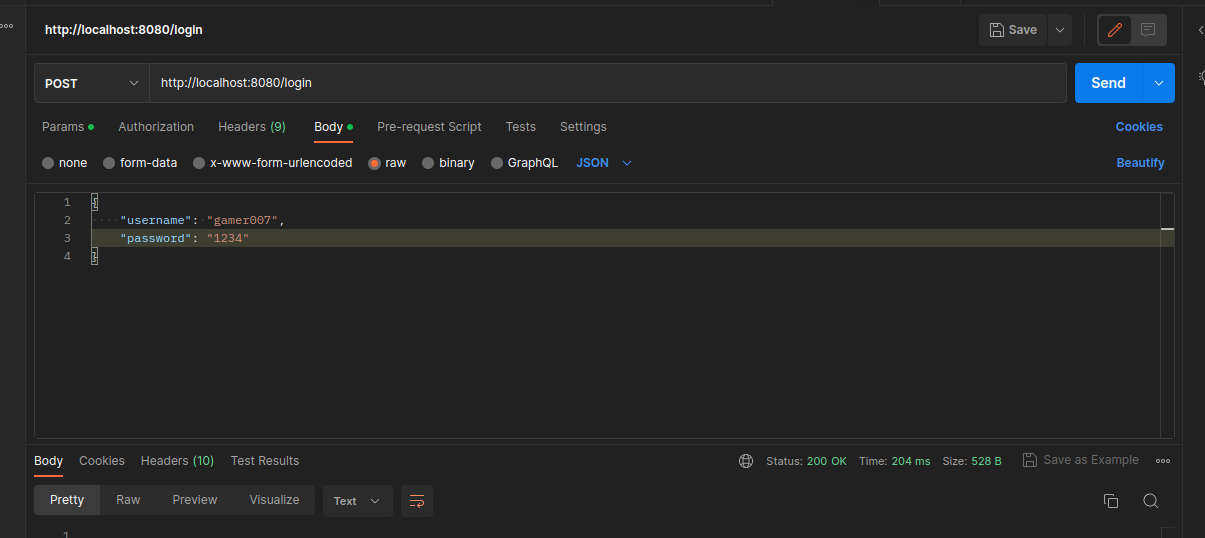 http://localhost:8080/login Save
POST http://localhost:8080/login Send
Params Authorization Headers (9) Body Pre-request Script Tests Settings Cookies
none form-data x-www-form-urlencoded raw binary GraphQL JSON Beautify
1 {
2 "username": "gamer007",
3 "password": "1234"
4 }
Body Cookies Headers (10) Test Results Status: 200 OK Time: 204 ms Size: 528 B Save as Example
Pretty Raw Preview Visualize Text
1